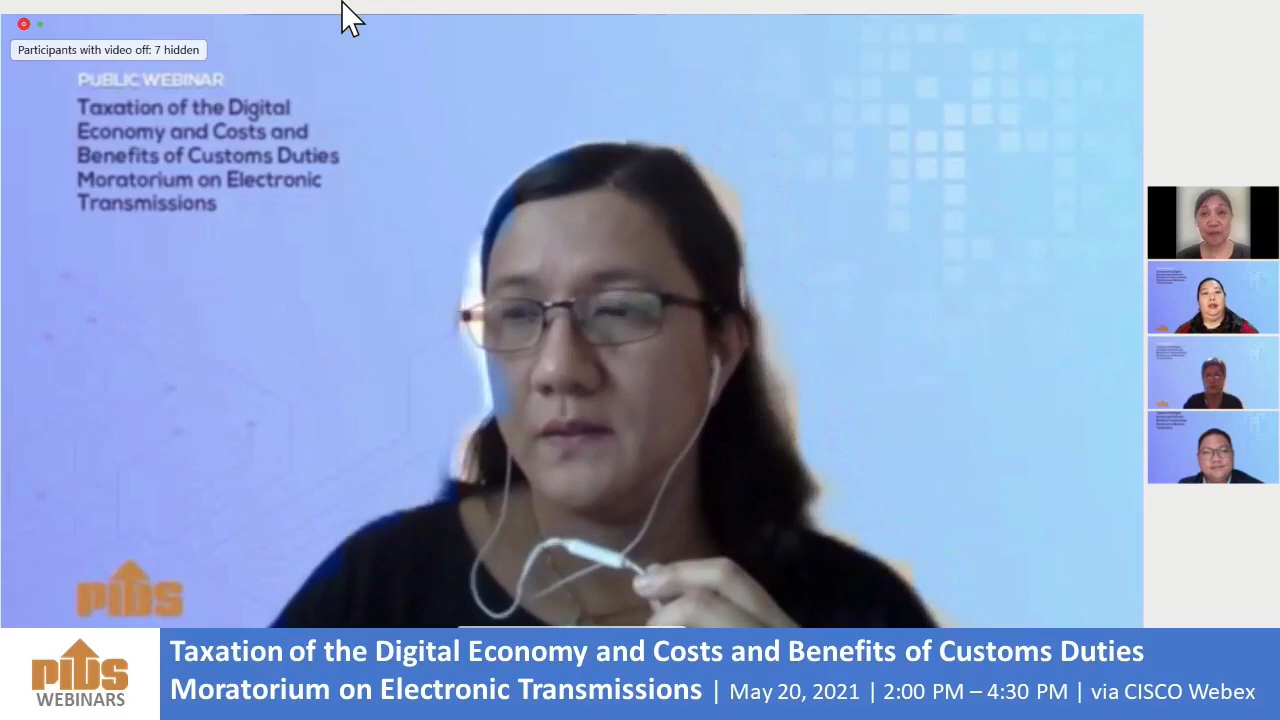 Participants with video off: 7 hidden
PUBLIC WEBINAR
Taxation of the Digital
Economy and Costs and
Benefits of Customs Duties
Moratorium on Electronic
Transmissions
PIDS
PIDS
WEBINARS
Taxation of the Digital Economy and Costs and Benefits of Customs Duties
Moratorium on Electronic Transmissions | May 20, 2021 | 2:00 PM – 4:30 PM | via CISCO Webex